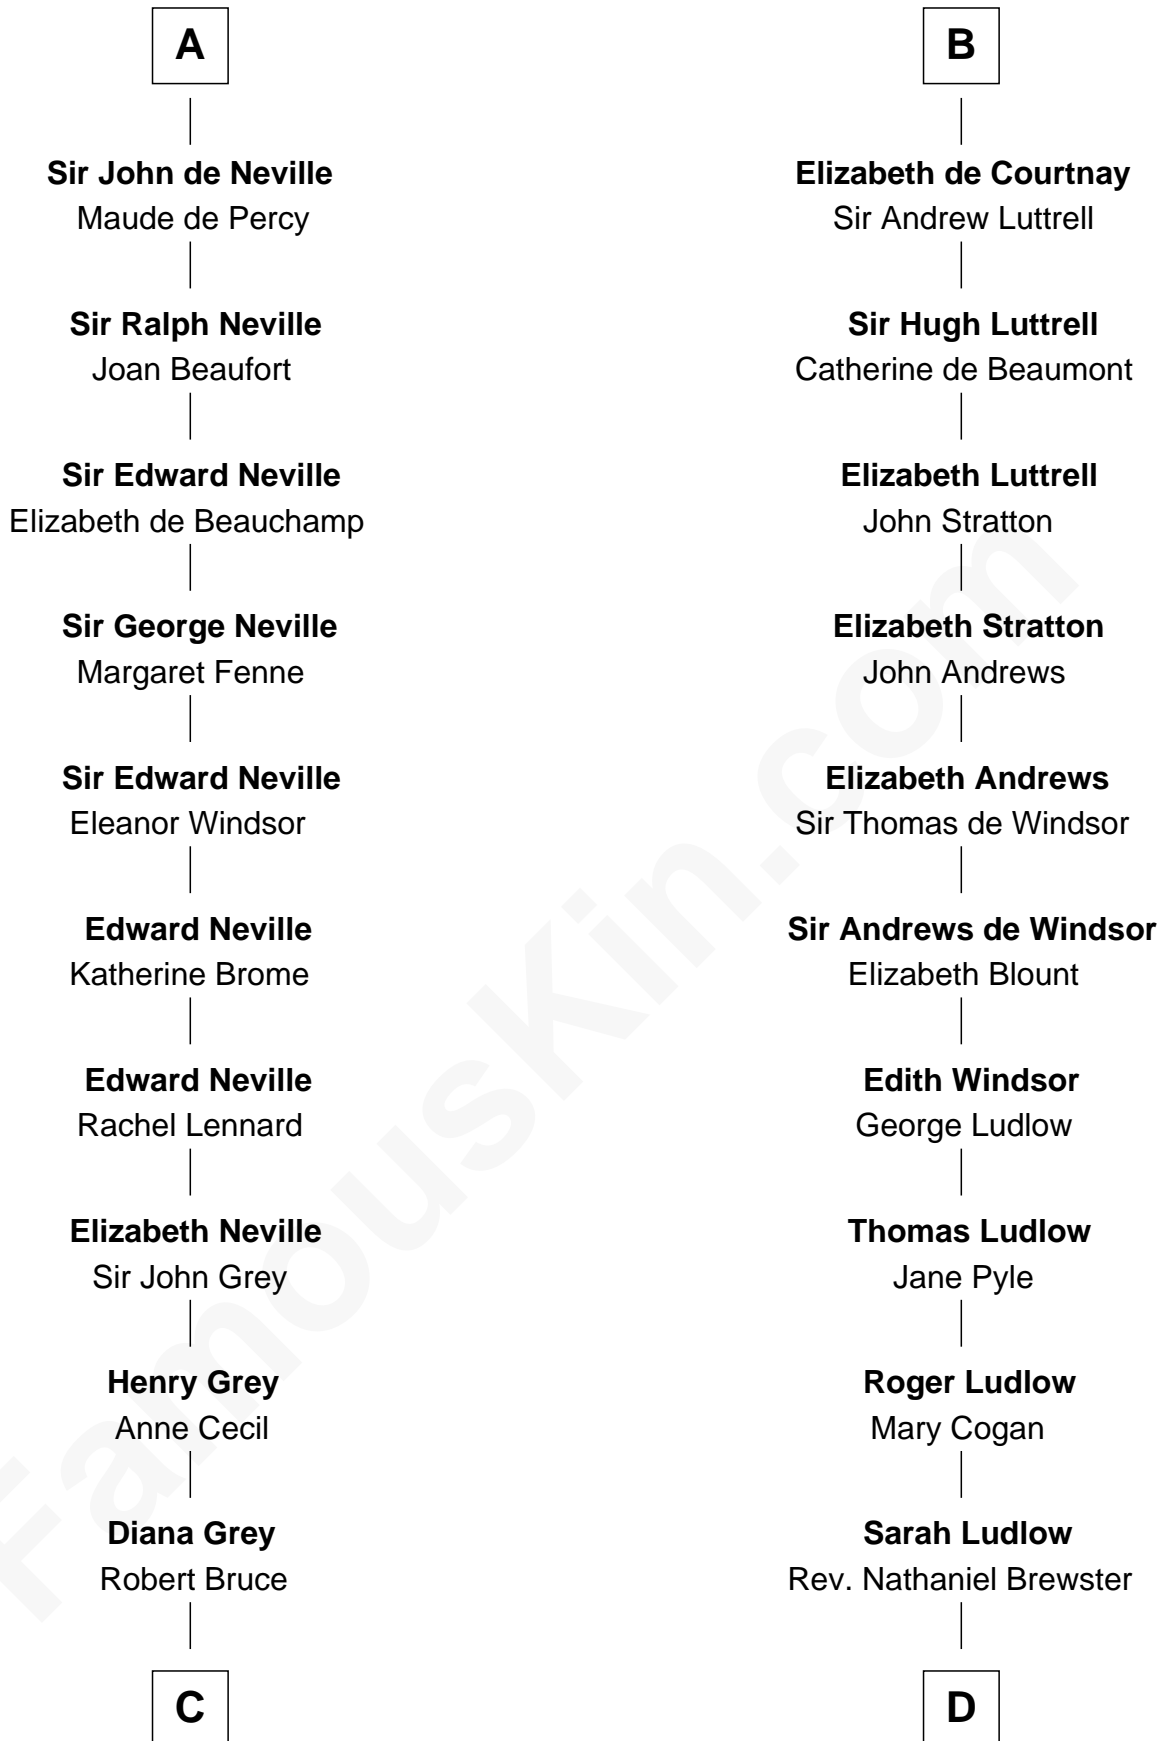 A
Sir John de Neville
Maude de Percy
Sir Ralph Neville
Joan Beaufort
Sir Edward Neville
Elizabeth de Beauchamp
Sir George Neville
Margaret Fenne
Sir Edward Neville
Eleanor Windsor
Edward Neville
Katherine Brome
Edward Neville
Rachel Lennard
Elizabeth Neville
Sir John Grey
Henry Grey
Anne Cecil
Diana Grey
Robert Bruce
C
B
Elizabeth de Courtnay
Sir Andrew Luttrell
Sir Hugh Luttrell
Catherine de Beaumont
Elizabeth Luttrell
John Stratton
Elizabeth Stratton
John Andrews
Elizabeth Andrews
Sir Thomas de Windsor
Sir Andrews de Windsor
Elizabeth Blount
Edith Windsor
George Ludlow
Thomas Ludlow
Jane Pyle
Roger Ludlow
Mary Cogan
Sarah Ludlow
Rev. Nathaniel Brewster
D
FamousKin.com